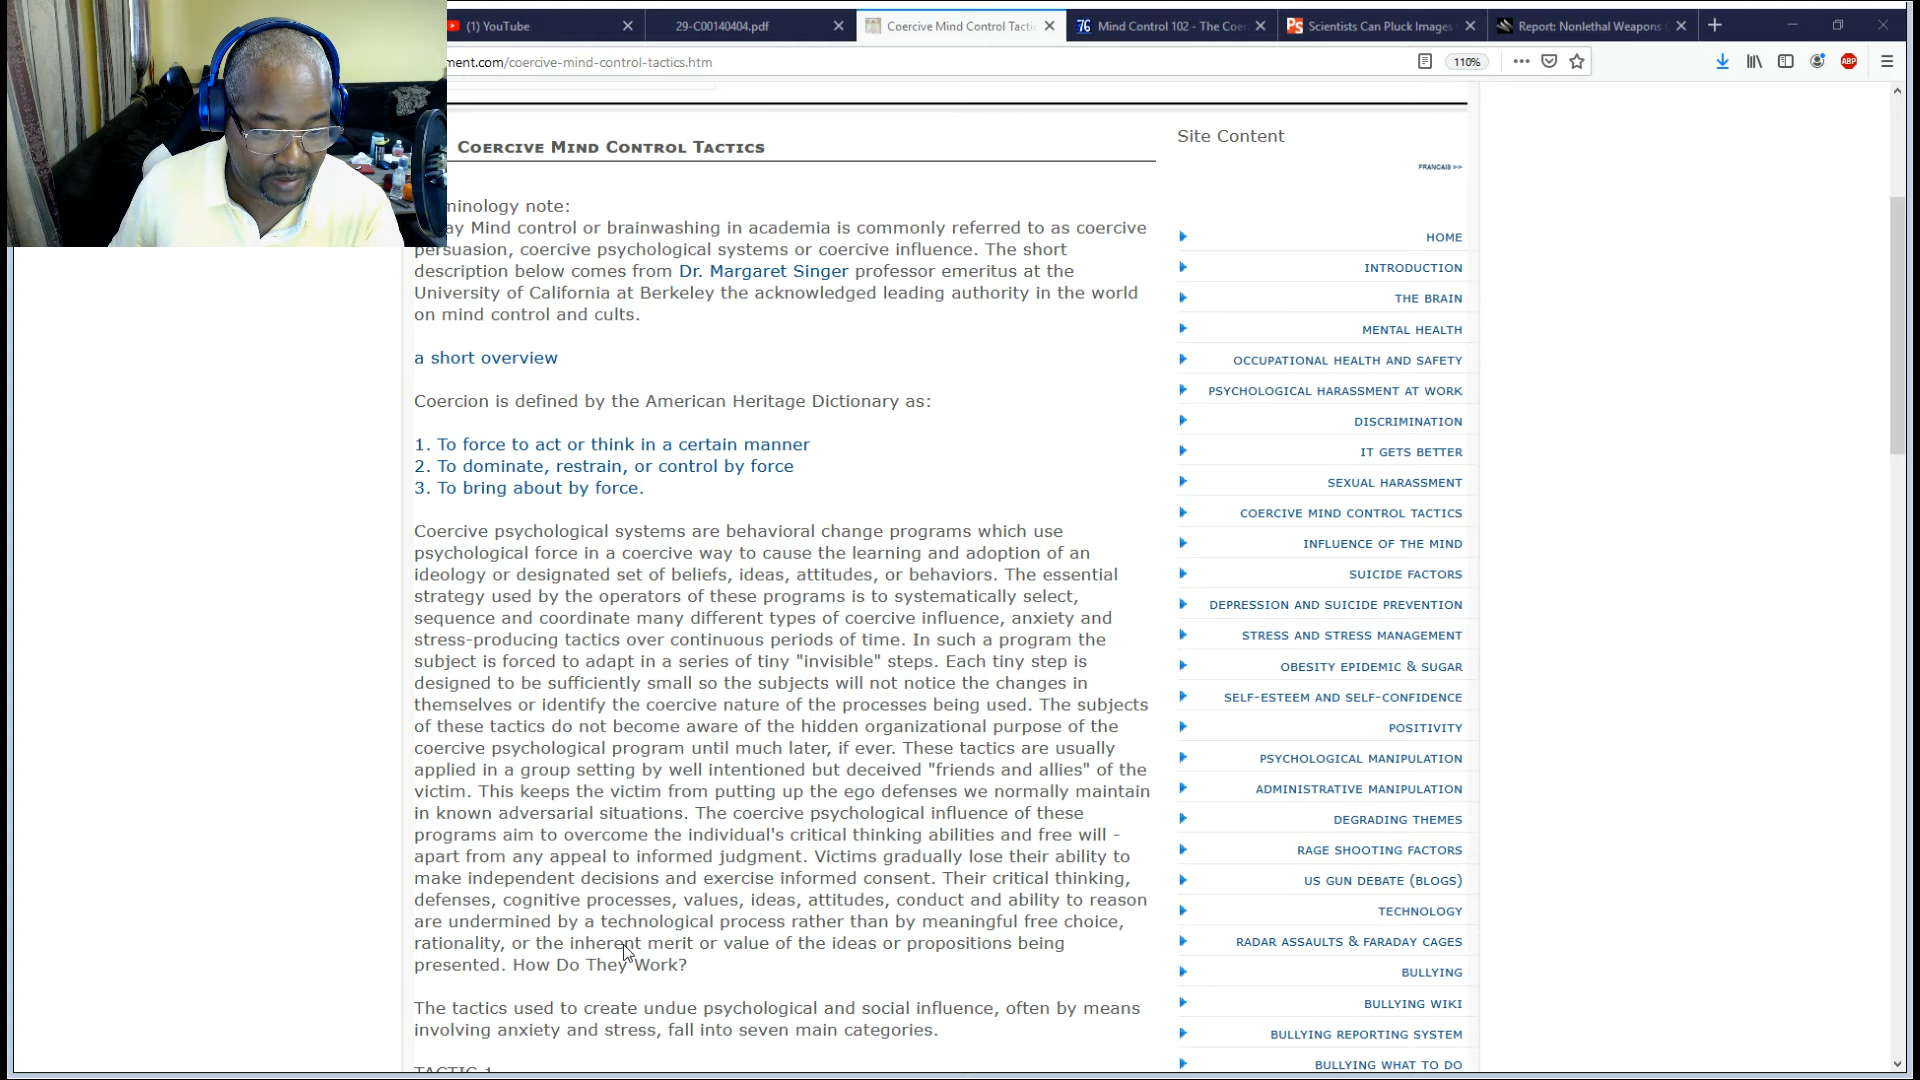 (1) YouTube
29-C00140404.pdf
Coercive Mind Control Tactic
Mind Control 102 - The Coer
Scientists Can Pluck Images
Report: Nonlethal Weapons
ment.com/coercive-mind-control-tactics.htm
110%
ABP
Coercive Mind Control Tactics
minology note:
ay Mind control or brainwashing in academia is commonly referred to as coercive
persuasion, coercive psychological systems or coercive influence. The short
description below comes from Dr. Margaret Singer professor emeritus at the
University of California at Berkeley the acknowledged leading authority in the world
on mind control and cults.
a short overview
Coercion is defined by the American Heritage Dictionary as:
1. To force to act or think in a certain manner
2. To dominate, restrain, or control by force
3. To bring about by force.
Coercive psychological systems are behavioral change programs which use
psychological force in a coercive way to cause the learning and adoption of an
ideology or designated set of beliefs, ideas, attitudes, or behaviors. The essential
strategy used by the operators of these programs is to systematically select,
sequence and coordinate many different types of coercive influence, anxiety and
stress-producing tactics over continuous periods of time. In such a program the
subject is forced to adapt in a series of tiny "invisible" steps. Each tiny step is
designed to be sufficiently small so the subjects will not notice the changes in
themselves or identify the coercive nature of the processes being used. The subjects
of these tactics do not become aware of the hidden organizational purpose of the
coercive psychological program until much later, if ever. These tactics are usually
applied in a group setting by well intentioned but deceived "friends and allies" of the
victim. This keeps the victim from putting up the ego defenses we normally maintain
in known adversarial situations. The coercive psychological influence of these
programs aim to overcome the individual's critical thinking abilities and free will -
apart from any appeal to informed judgment. Victims gradually lose their ability to
make independent decisions and exercise informed consent. Their critical thinking,
defenses, cognitive processes, values, ideas, attitudes, conduct and ability to reason
are undermined by a technological process rather than by meaningful free choice,
rationality, or the inherent merit or value of the ideas or propositions being
presented. How Do They Work?
The tactics used to create undue psychological and social influence, often by means
involving anxiety and stress, fall into seven main categories.
TACTIC 1
Site Content
FRANCAIS >>
HOME
INTRODUCTION
THE BRAIN
MENTAL HEALTH
OCCUPATIONAL HEALTH AND SAFETY
PSYCHOLOGICAL HARASSMENT AT WORK
DISCRIMINATION
IT GETS BETTER
SEXUAL HARASSMENT
COERCIVE MIND CONTROL TACTICS
INFLUENCE OF THE MIND
SUICIDE FACTORS
DEPRESSION AND SUICIDE PREVENTION
STRESS AND STRESS MANAGEMENT
OBESITY EPIDEMIC & SUGAR
SELF-ESTEEM AND SELF-CONFIDENCE
POSITIVITY
PSYCHOLOGICAL MANIPULATION
ADMINISTRATIVE MANIPULATION
DEGRADING THEMES
RAGE SHOOTING FACTORS
US GUN DEBATE (BLOGS)
TECHNOLOGY
RADAR ASSAULTS & FARADAY CAGES
BULLYING
BULLYING WIKI
BULLYING REPORTING SYSTEM
BULLYING WHAT TO DO